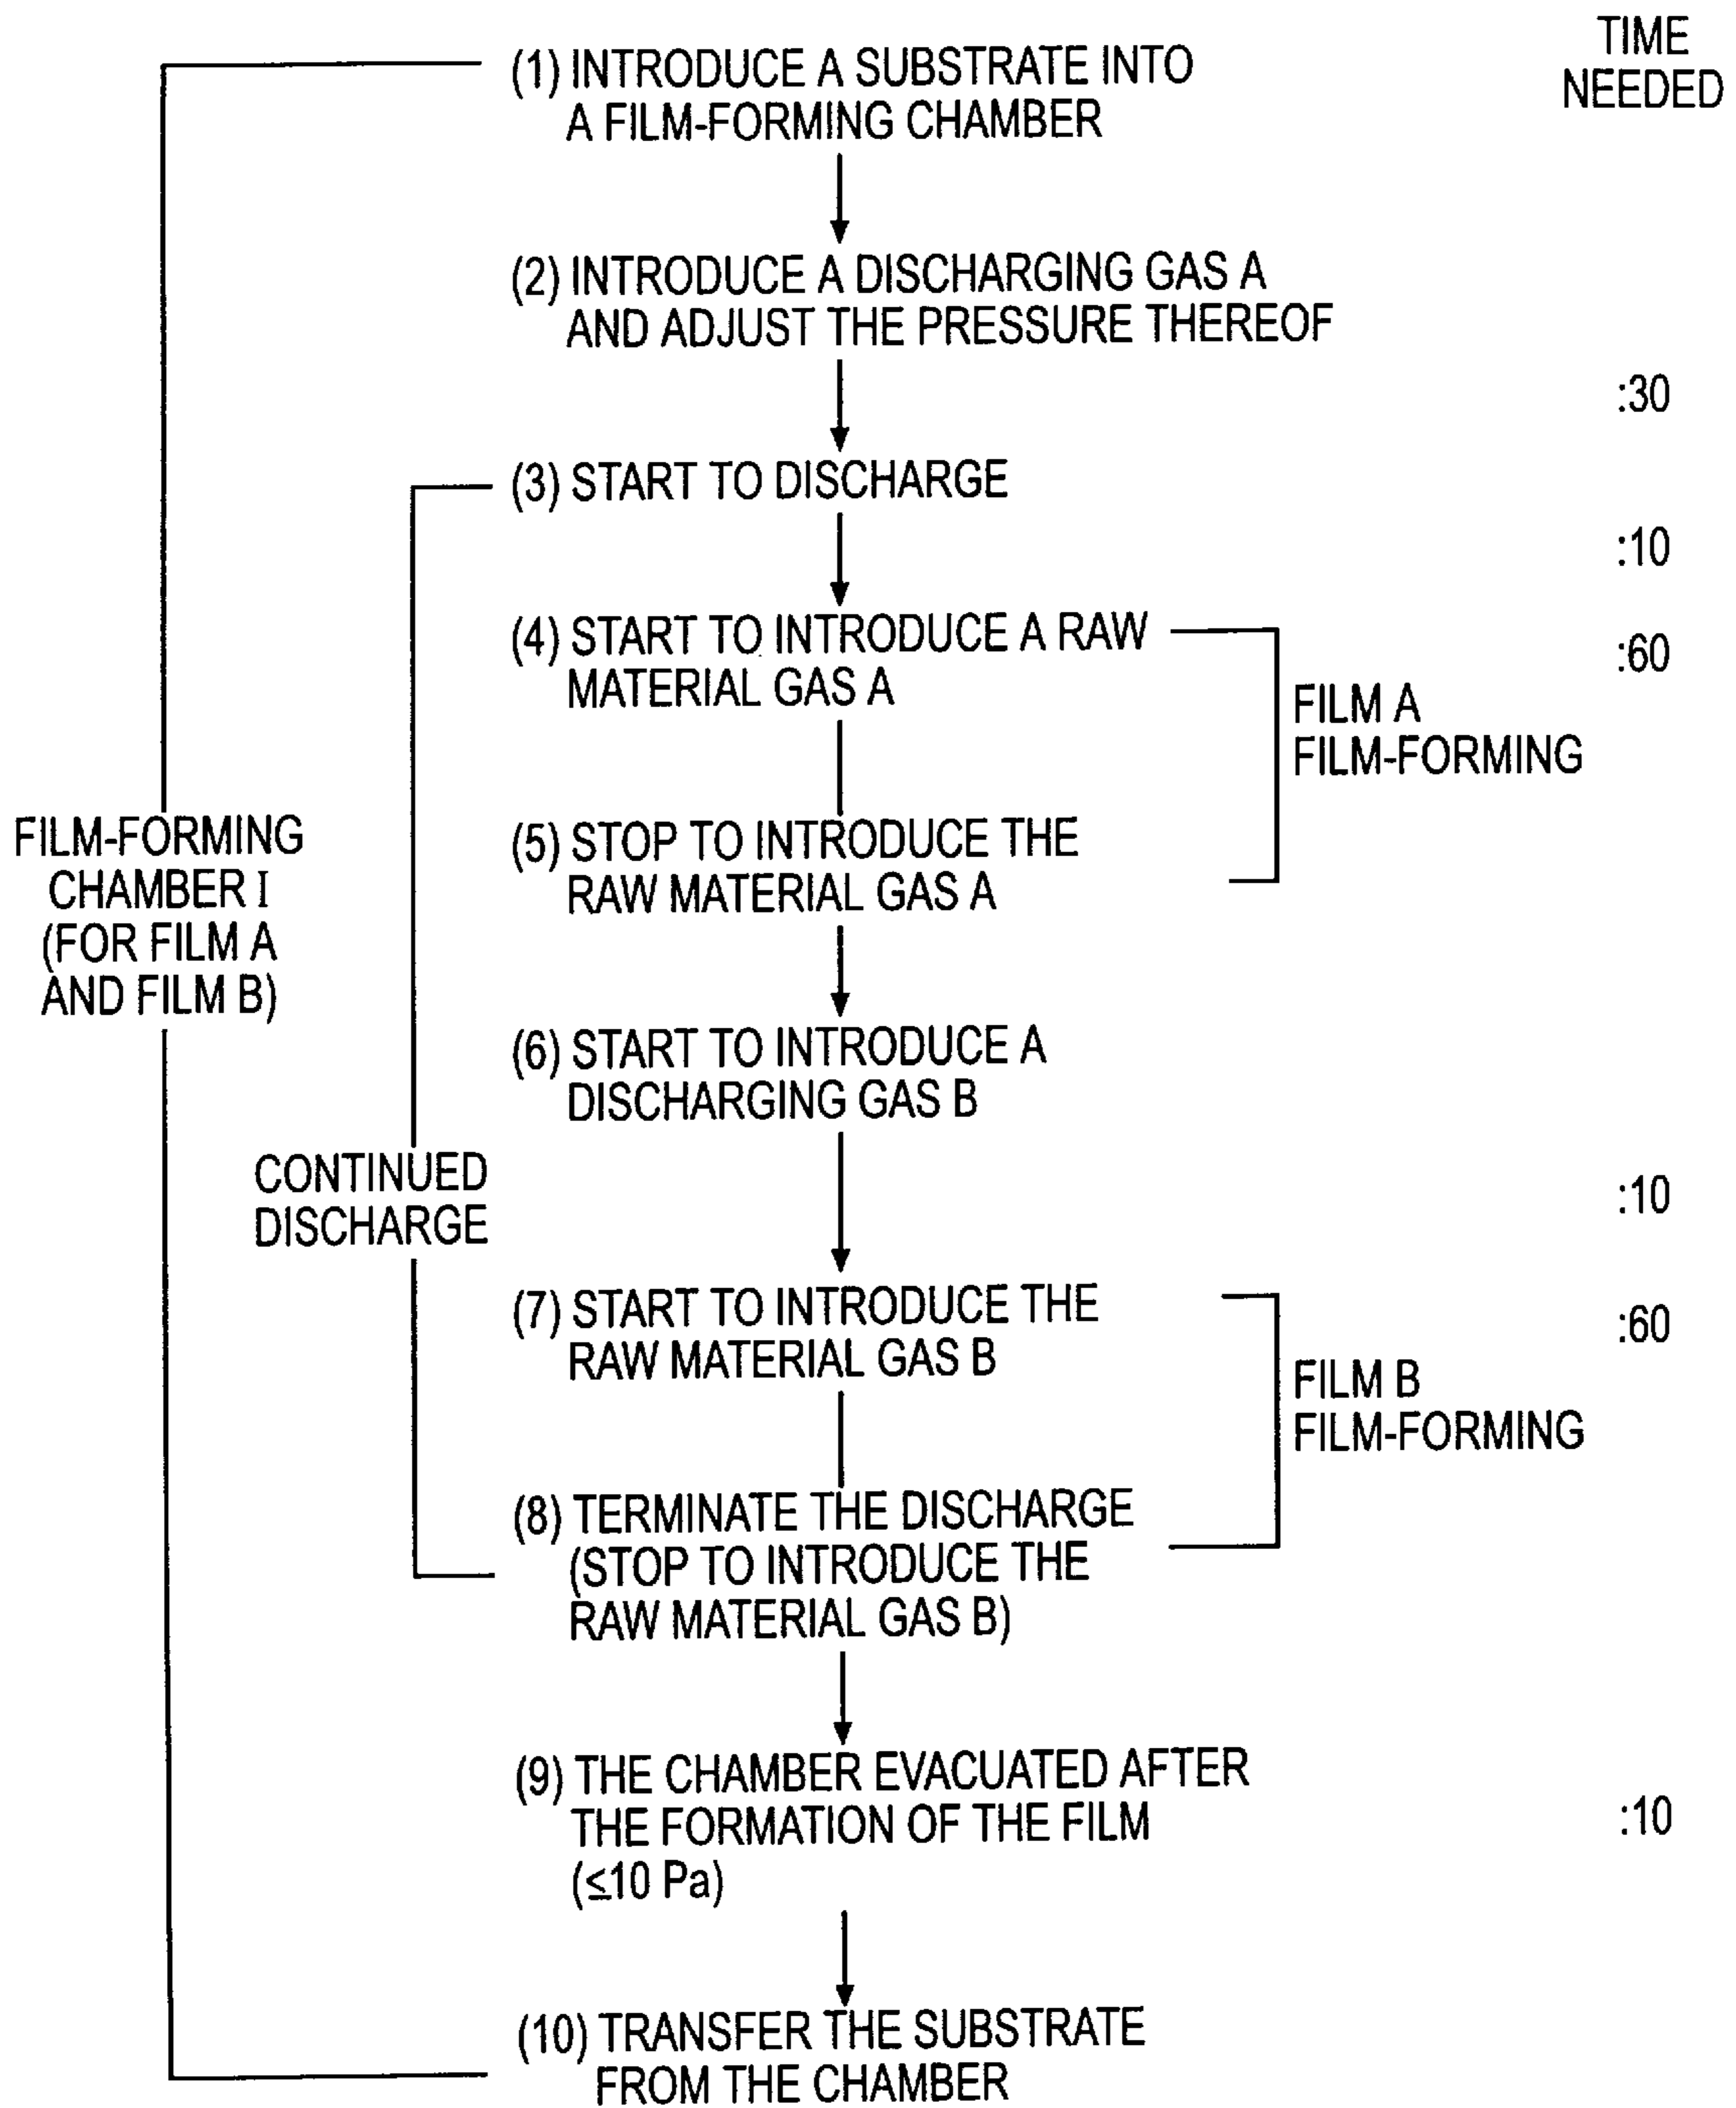 TIME
NEEDED
(1) INTRODUCE A SUBSTRATE INTO
A FILM-FORMING CHAMBER
(2) INTRODUCE A DISCHARGING GAS A
AND ADJUST THE PRESSURE THEREOF
:30
(3) START TO DISCHARGE
:10
(4) START TO INTRODUCE A RAW
MATERIAL GAS A
:60
FILM A
FILM-FORMING
(5) STOP TO INTRODUCE THE
RAW MATERIAL GAS A
FILM-FORMING
CHAMBER I
(FOR FILM A
AND FILM B)
(6) START TO INTRODUCE A
DISCHARGING GAS B
CONTINUED
DISCHARGE
:10
(7) START TO INTRODUCE THE
RAW MATERIAL GAS B
:60
FILM B
FILM-FORMING
(8) TERMINATE THE DISCHARGE
(STOP TO INTRODUCE THE
RAW MATERIAL GAS B)
(9) THE CHAMBER EVACUATED AFTER
THE FORMATION OF THE FILM
(≤10 Pa)
:10
(10) TRANSFER THE SUBSTRATE
FROM THE CHAMBER